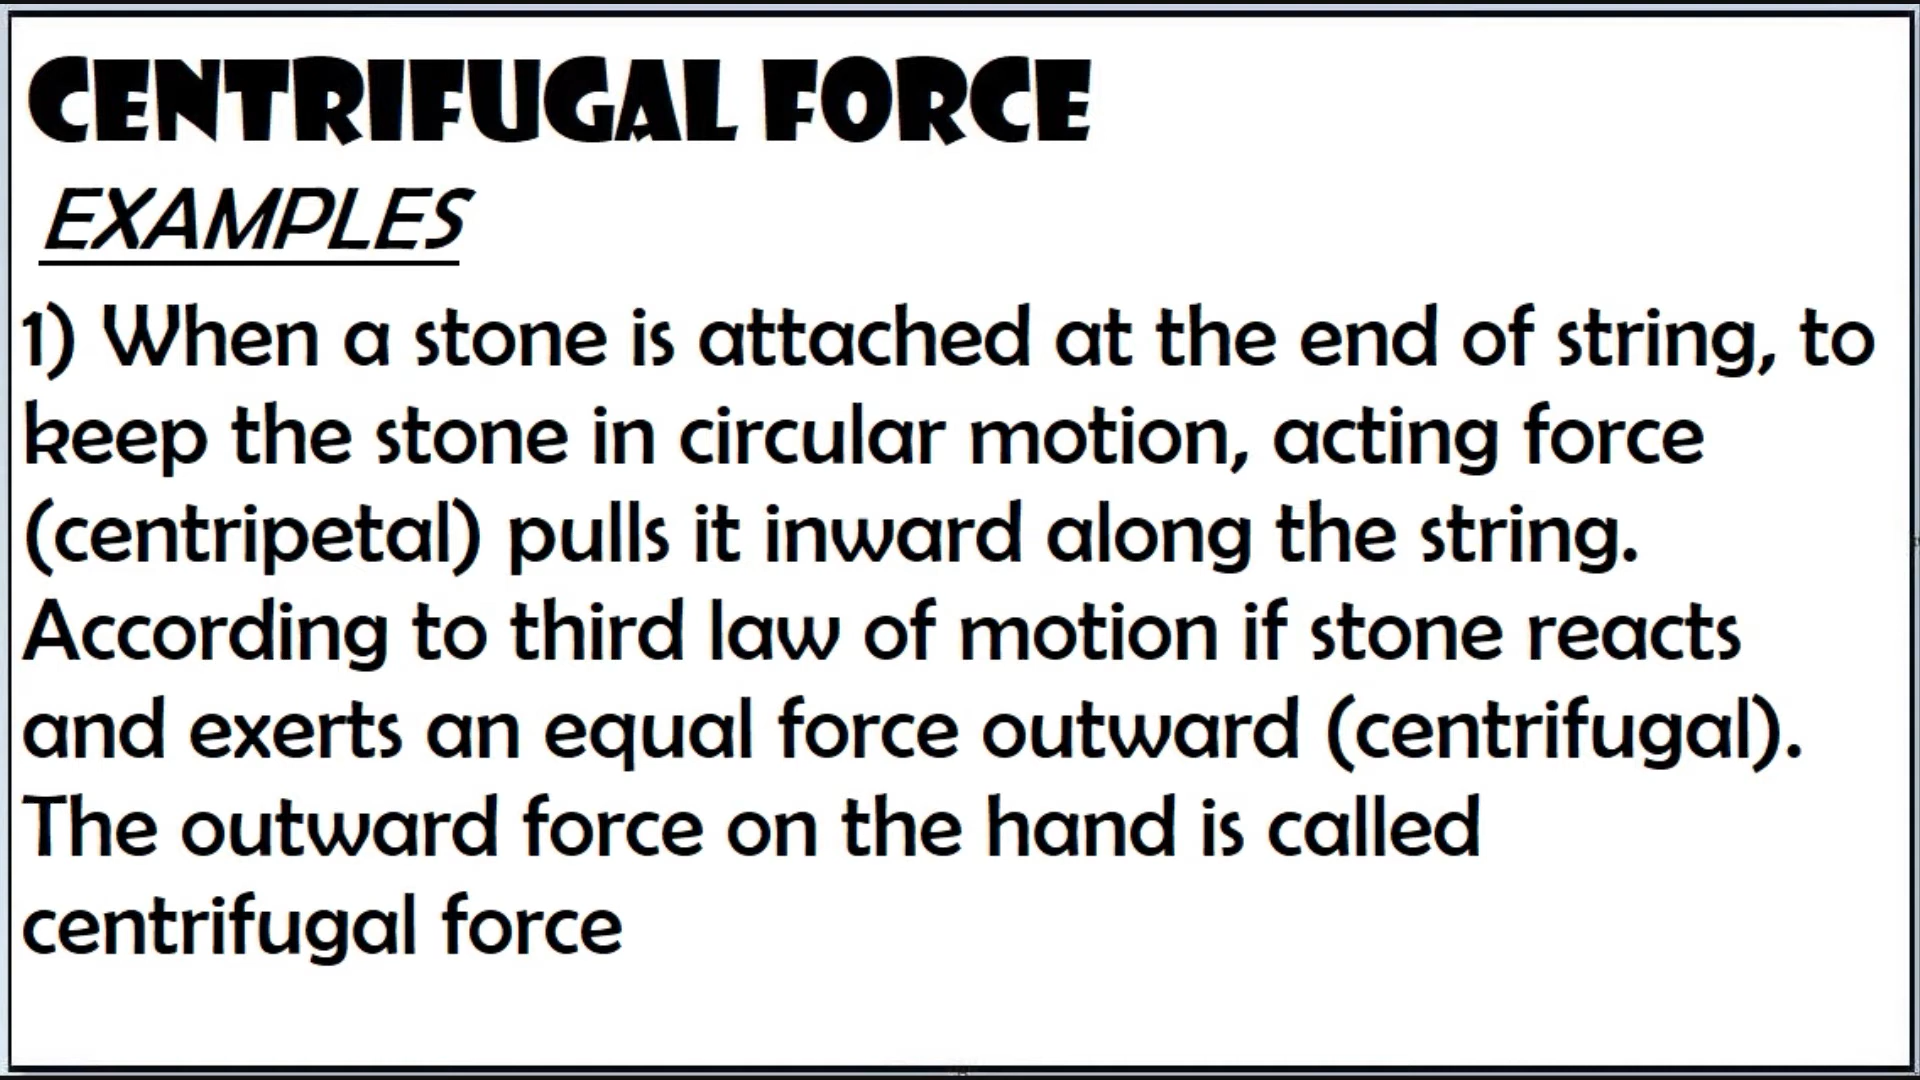 CENTRIFUGAL FORCE
EXAMPLES
1) When a stone is attached at the end of string, to
keep the stone in circular motion, acting force
(centripetal) pulls it inward along the string.
According to third law of motion if stone reacts
and exerts an equal force outward (centrifugal).
The outward force on the hand is called
centrifugal force